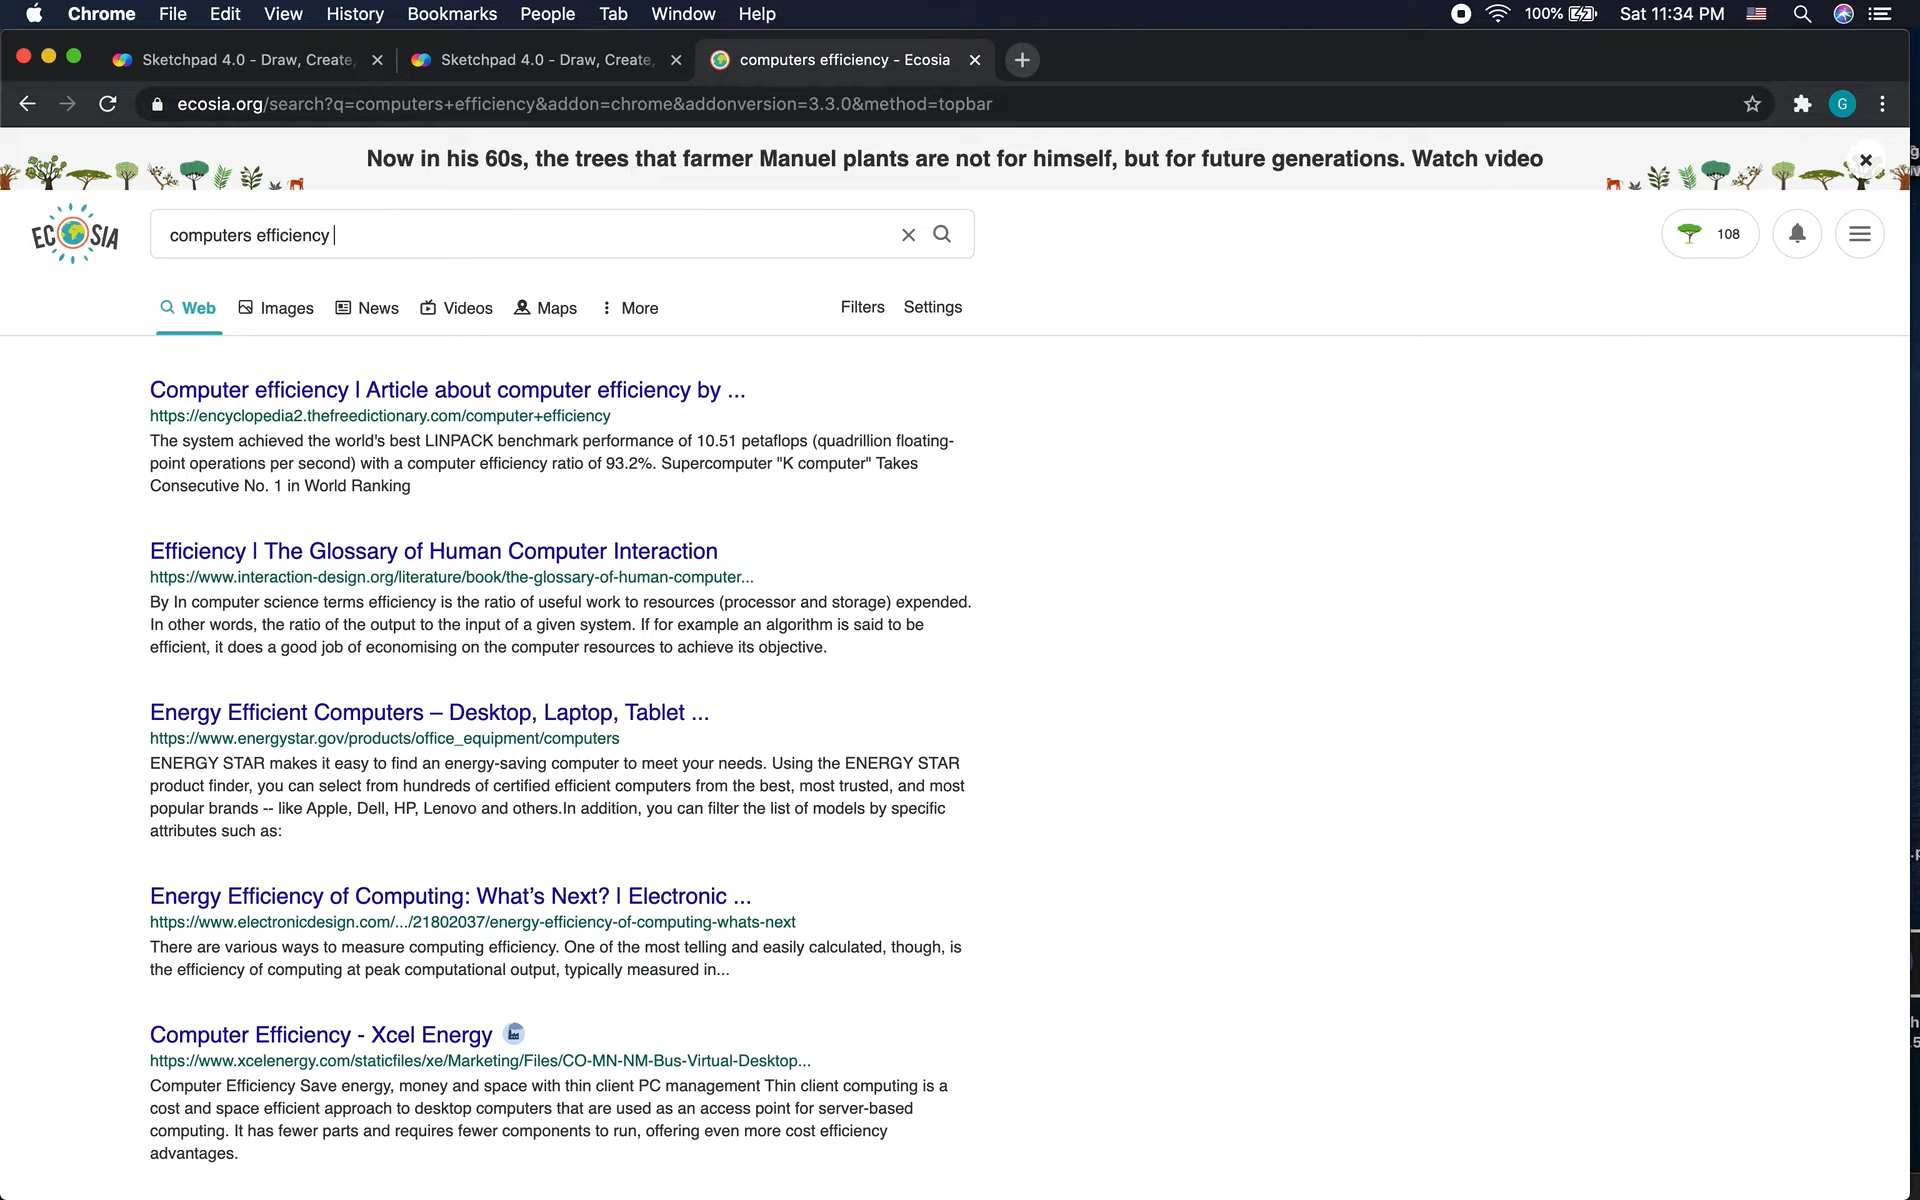 Chrome File Edit View History Bookmarks People Tab Window Help 100% Sat 11:34 PM
Sketchpad 4.0 - Draw, Create, Sketchpad 4.0 - Draw, Create, computers efficiency - Ecosia
ecosia.org/search?q=computers+efficiency&addon=chrome&addonversion=3.3.0&method=topbar G
Now in his 60s, the trees that farmer Manuel plants are not for himself, but for future generations. Watch video
ECOSIA computers efficiency 108
Web Images News Videos Maps More Filters Settings
Computer efficiency | Article about computer efficiency by ...
https://encyclopedia2.thefreedictionary.com/computer+efficiency
The system achieved the world's best LINPACK benchmark performance of 10.51 petaflops (quadrillion floating-
point operations per second) with a computer efficiency ratio of 93.2%. Supercomputer "K computer" Takes
Consecutive No. 1 in World Ranking
Efficiency | The Glossary of Human Computer Interaction
https://www.interaction-design.org/literature/book/the-glossary-of-human-computer...
By In computer science terms efficiency is the ratio of useful work to resources (processor and storage) expended.
In other words, the ratio of the output to the input of a given system. If for example an algorithm is said to be
efficient, it does a good job of economising on the computer resources to achieve its objective.
Energy Efficient Computers – Desktop, Laptop, Tablet ...
https://www.energystar.gov/products/office_equipment/computers
ENERGY STAR makes it easy to find an energy-saving computer to meet your needs. Using the ENERGY STAR
product finder, you can select from hundreds of certified efficient computers from the best, most trusted, and most
popular brands -- like Apple, Dell, HP, Lenovo and others.In addition, you can filter the list of models by specific
attributes such as:
Energy Efficiency of Computing: What's Next? | Electronic ...
https://www.electronicdesign.com/.../21802037/energy-efficiency-of-computing-whats-next
There are various ways to measure computing efficiency. One of the most telling and easily calculated, though, is
the efficiency of computing at peak computational output, typically measured in...
Computer Efficiency - Xcel Energy
https://www.xcelenergy.com/staticfiles/xe/Marketing/Files/CO-MN-NM-Bus-Virtual-Desktop...
Computer Efficiency Save energy, money and space with thin client PC management Thin client computing is a
cost and space efficient approach to desktop computers that are used as an access point for server-based
computing. It has fewer parts and requires fewer components to run, offering even more cost efficiency
advantages.